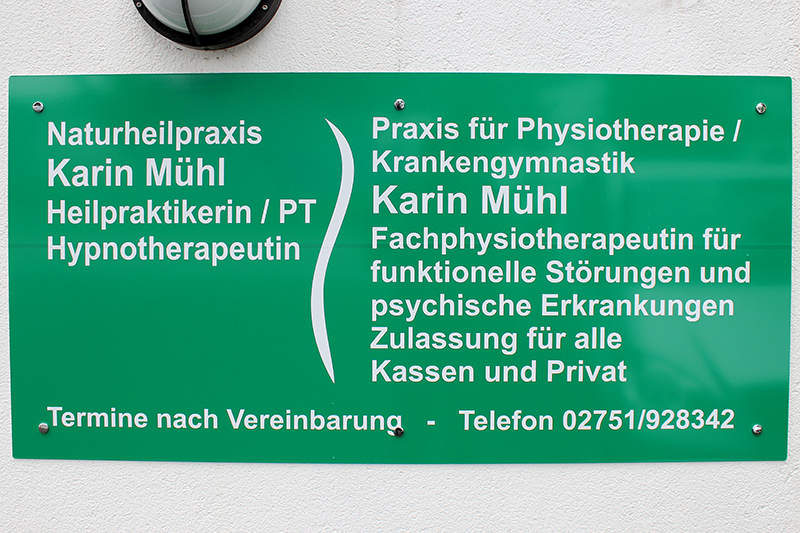 Naturheilpraxis
Karin Mühl
Heilpraktikerin / PT
Hypnotherapeutin
Praxis für Physiotherapie /
Krankengymnastik
Karin Mühl
Fachphysiotherapeutin für
funktionelle Störungen und
psychische Erkrankungen
Zulassung für alle
Kassen und Privat
Termine nach Vereinbarung - Telefon 02751/928342